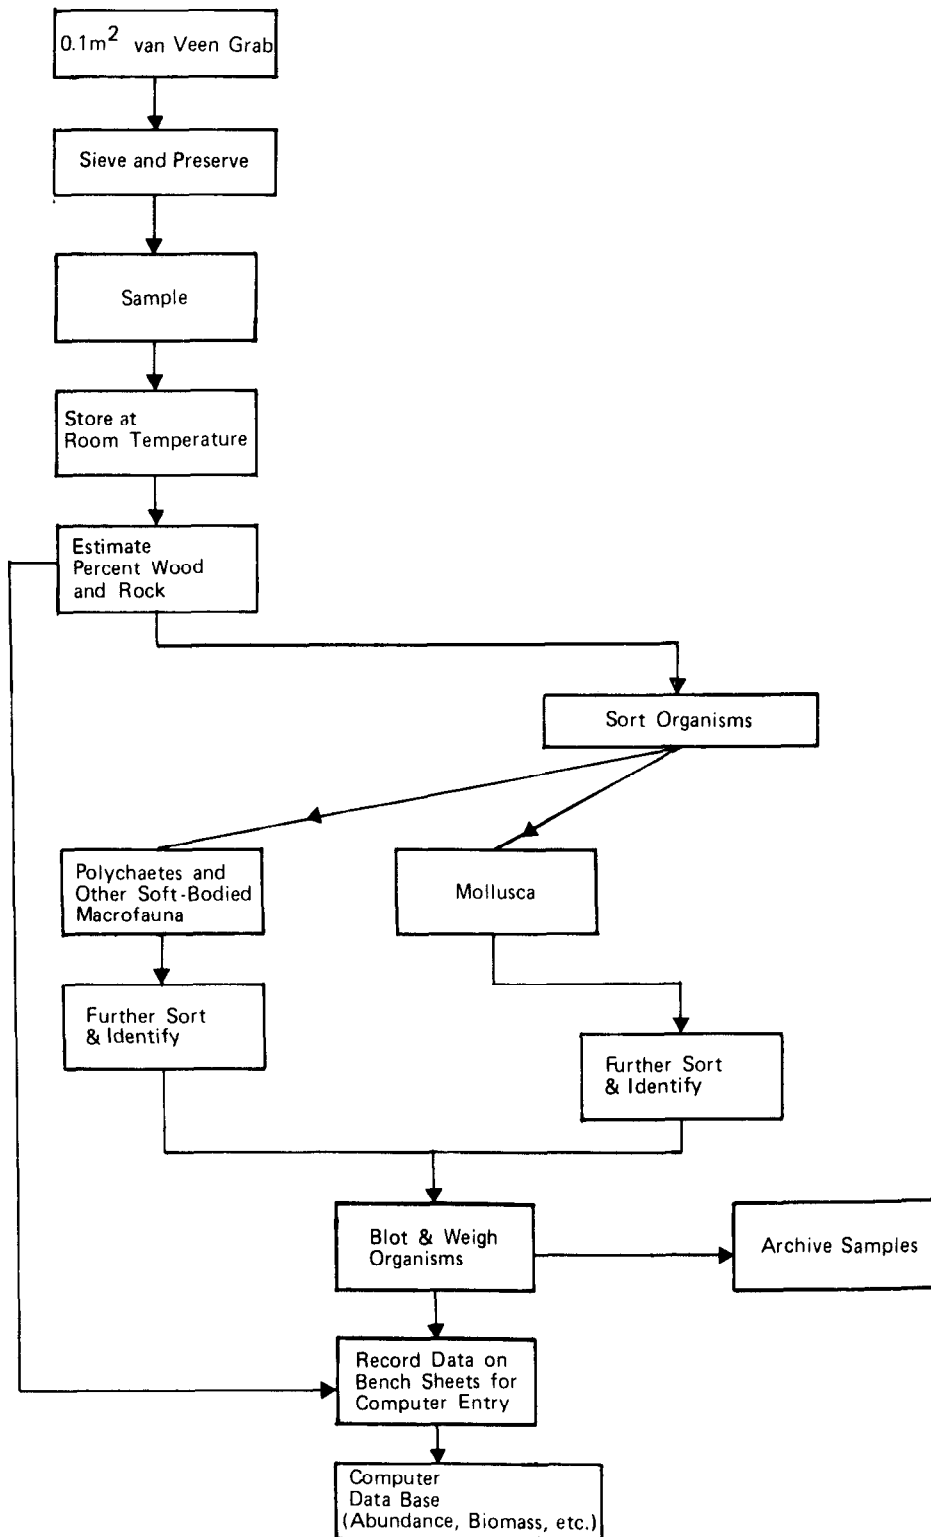 0.1m² van Veen Grab
Sieve and Preserve
Sample
Store at
Room Temperature
Estimate
Percent Wood
and Rock
Sort Organisms
Polychaetes and
Other Soft-Bodied
Macrofauna
Mollusca
Further Sort
& Identify
Further Sort
& Identify
Blot & Weigh
Organisms
Archive Samples
Record Data on
Bench Sheets for
Computer Entry
Computer
Data Base
(Abundance, Biomass, etc.)